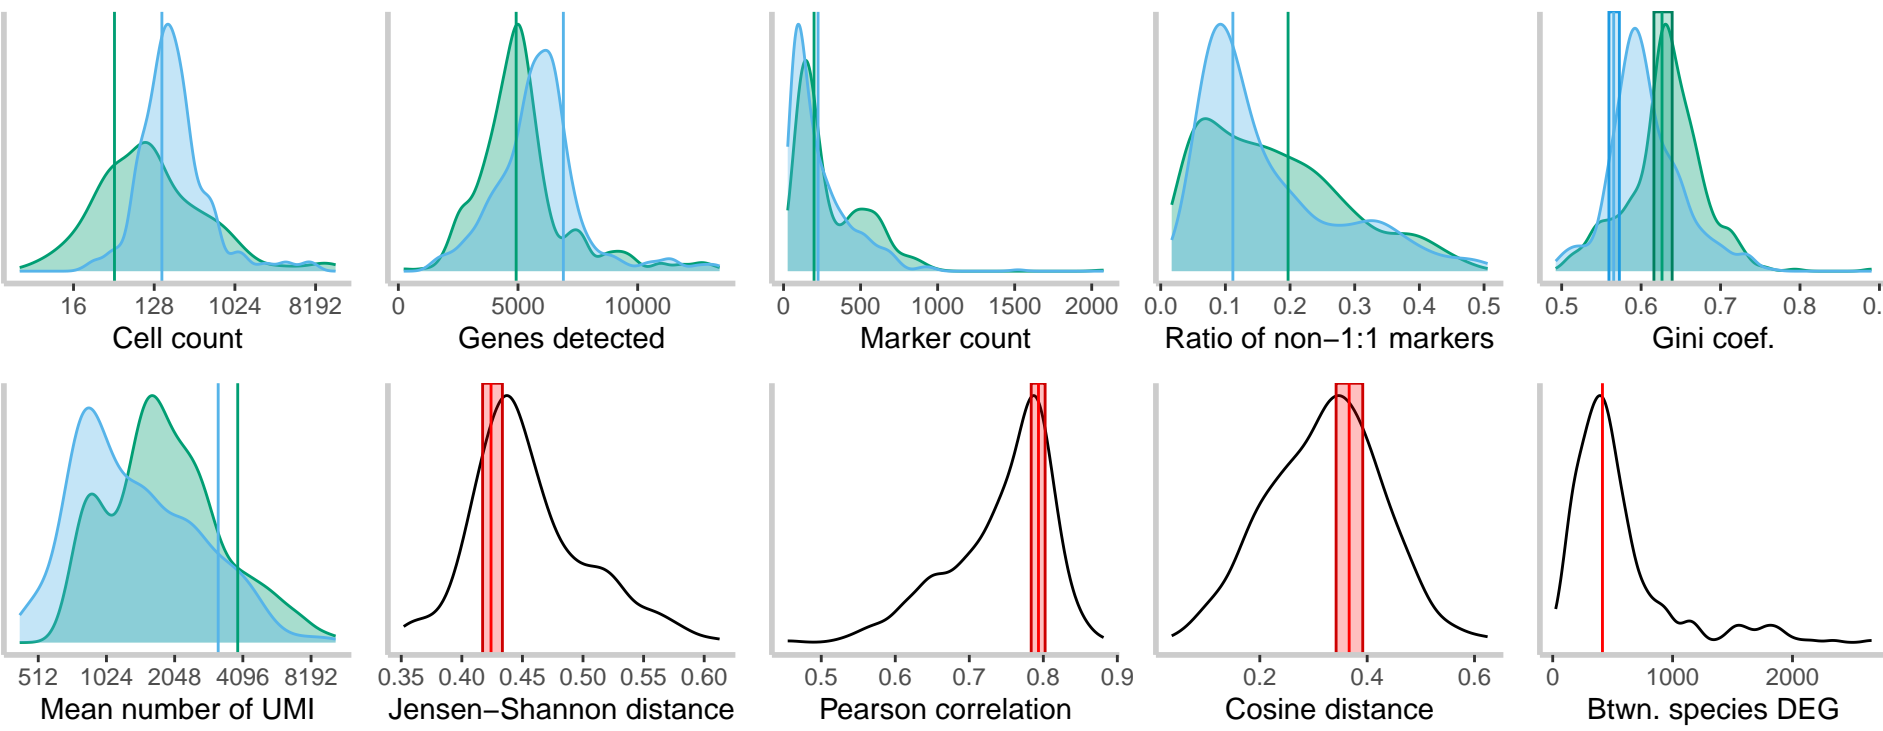 16 128 1024 8192
Cell count
0 5000 10000
Genes detected
0 500 1000 1500 2000
Marker count
0.0 0.1 0.2 0.3 0.4 0.5
Ratio of non−1:1 markers
0.5 0.6 0.7 0.8 0.
Gini coef.
512 1024 2048 4096 8192
Mean number of UMI
0.35 0.40 0.45 0.50 0.55 0.60
Jensen−Shannon distance
0.5 0.6 0.7 0.8 0.9
Pearson correlation
0.2 0.4 0.6
Cosine distance
0 1000 2000
Btwn. species DEG